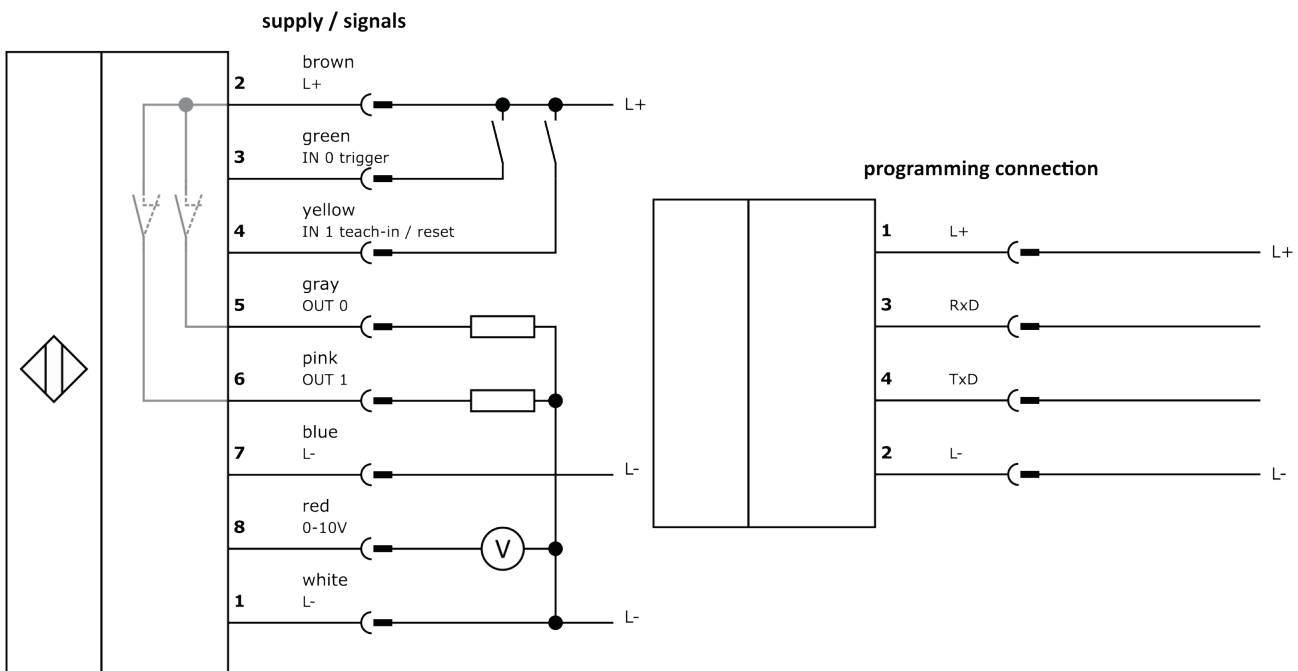 supply / signals
brown
2 L+
L+
green
3 IN 0 trigger
yellow
4 IN 1 teach-in / reset
gray
5 OUT 0
pink
6 OUT 1
blue
7 L-
L-
red
8 0-10V
V
white
1 L-
L-
programming connection
1 L+
L+
3 RxD
4 TxD
2 L-
L-